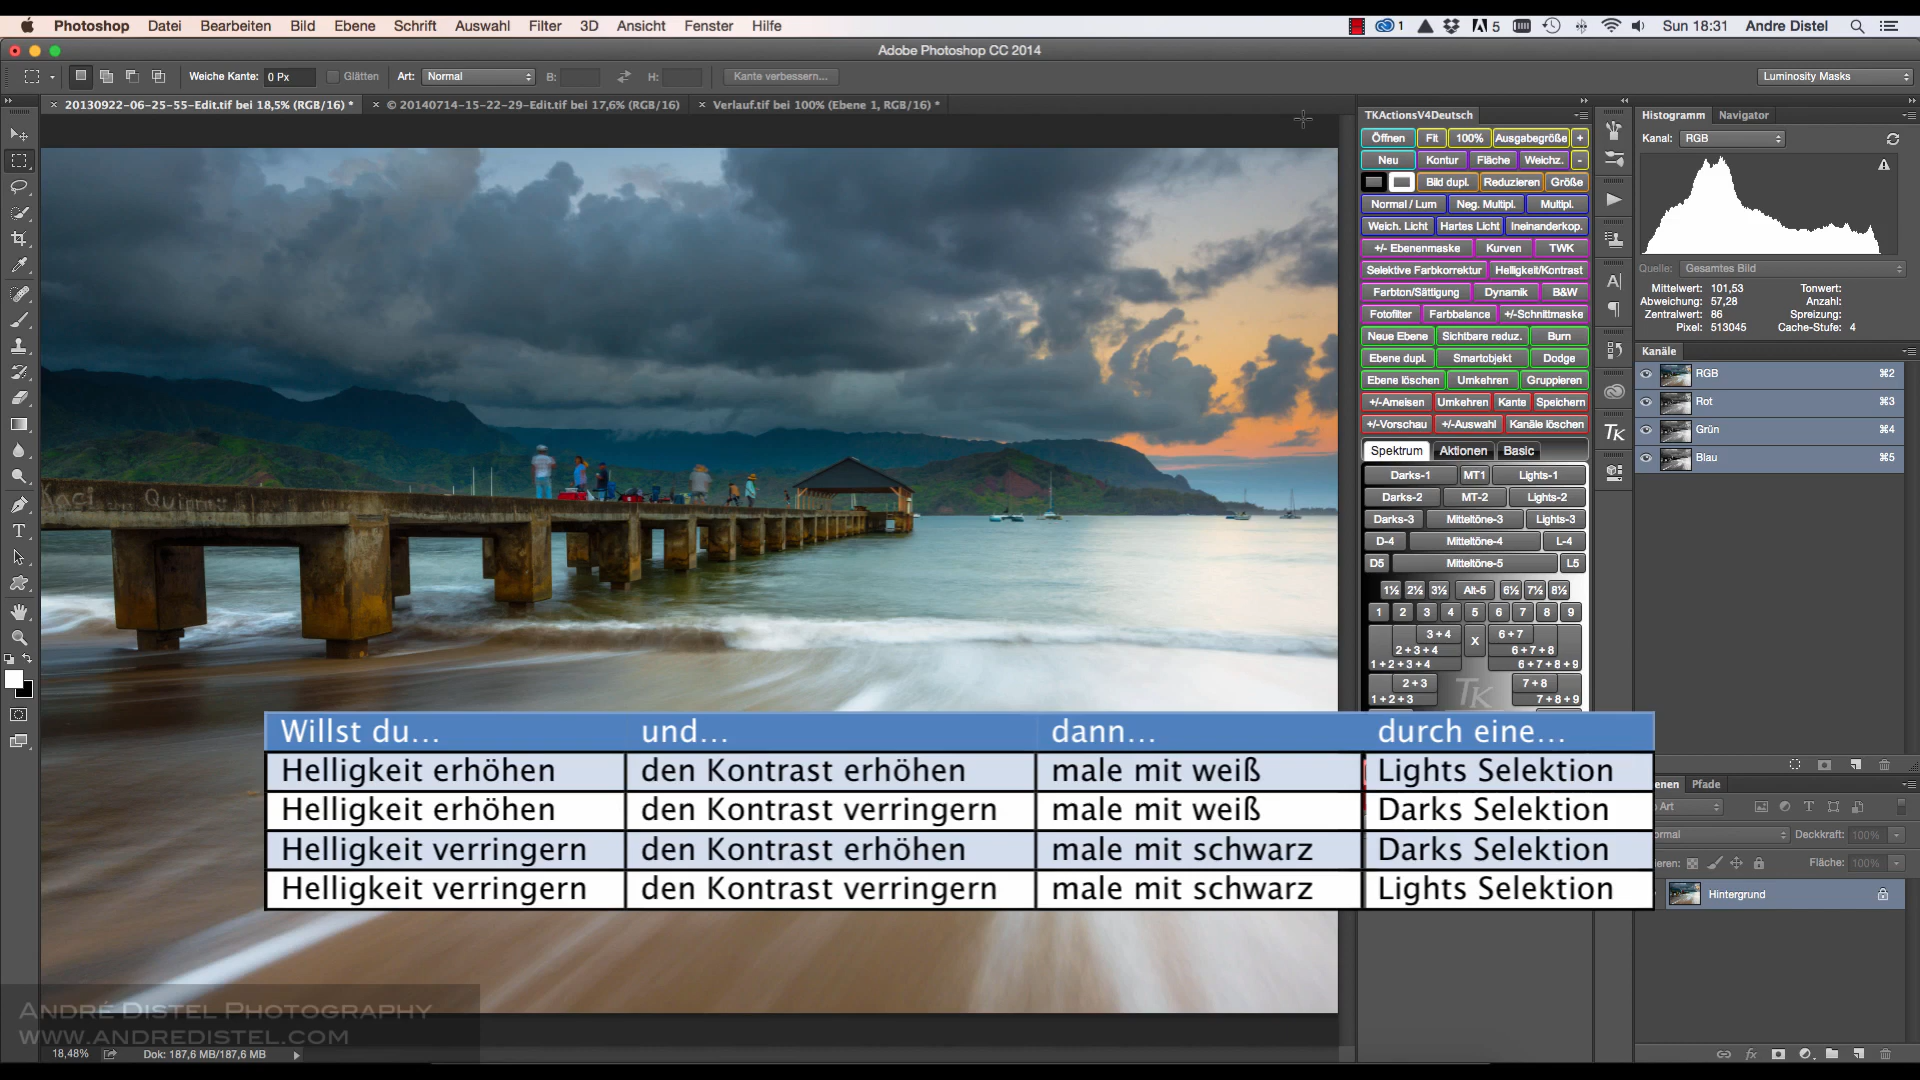 Photoshop Datei Bearbeiten Bild Ebene Schrift Auswahl Filter 3D Ansicht Fenster Hilfe 1 5 Sun 18:31 Andre Distel
Adobe Photoshop CC 2014
Weiche Kante: 0 Px Glätten Art: Normal B: H: Kante verbessern... Luminosity Masks
× 20130922-06-25-55-Edit.tif bei 18,5% (RGB/16) * × © 20140714-15-22-29-Edit.tif bei 17,6% (RGB/16) × Verlauf.tif bei 100% (Ebene 1, RGB/16) *
TKActionsV4Deutsch
Öffnen Fit 100% Ausgabegröße +
Neu Kontur Fläche Weichz. -
Bild dupl. Reduzieren Größe
Normal / Lum Neg. Multipl. Multipl.
Weich. Licht Hartes Licht Ineinanderkop.
+/- Ebenenmaske Kurven TWK
Selektive Farbkorrektur Helligkeit/Kontrast
Farbton/Sättigung Dynamik B&W
Fotofilter Farbbalance +/-Schnittmaske
Neue Ebene Sichtbare reduz. Burn
Ebene dupl. Smartobjekt Dodge
Ebene löschen Umkehren Gruppieren
+/-Ameisen Umkehren Kante Speichern
+/-Vorschau +/-Auswahl Kanäle löschen
Spektrum Aktionen Basic
Darks-1 MT1 Lights-1
Darks-2 MT-2 Lights-2
Darks-3 Mitteltöne-3 Lights-3
D-4 Mitteltöne-4 L-4
D5 Mitteltöne-5 L5
1½ 2½ 3½ Alt-5 6½ 7½ 8½
1 2 3 4 5 6 7 8 9
3+4 X 6+7
2+3+4 6+7+8
1+2+3+4 6+7+8+9
2+3 TK 7+8
1+2+3 7+8+9
Histogramm Navigator
Kanal: RGB
Quelle: Gesamtes Bild
Mittelwert: 101,53 Tonwert:
Abweichung: 57,28 Anzahl:
Zentralwert: 86 Spreizung:
Pixel: 513045 Cache-Stufe: 4
Kanäle
RGB ⌘2
Rot ⌘3
Grün ⌘4
Blau ⌘5
A|
TK
enen Pfade
Art
ormal Deckkraft: 100%
ieren: Fläche: 100%
Hintergrund
fx
Kaci Quinny
Willst du... und... dann... durch eine...
Helligkeit erhöhen den Kontrast erhöhen male mit weiß Lights Selektion
Helligkeit erhöhen den Kontrast verringern male mit weiß Darks Selektion
Helligkeit verringern den Kontrast erhöhen male mit schwarz Darks Selektion
Helligkeit verringern den Kontrast verringern male mit schwarz Lights Selektion
André Distel Photography
www.andredistel.com
18,48% Dok: 187,6 MB/187,6 MB